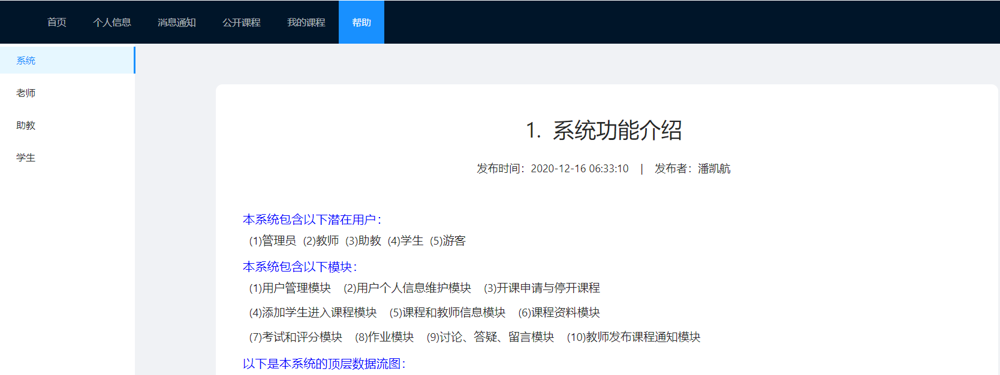 首页 个人信息 消息通知 公开课程 我的课程 帮助
系统
老师
助教
学生
1. 系统功能介绍
发布时间：2020-12-16 06:33:10 | 发布者：潘凯航
本系统包含以下潜在用户：
(1)管理员 (2)教师 (3)助教 (4)学生 (5)游客
本系统包含以下模块：
(1)用户管理模块 (2)用户个人信息维护模块 (3)开课申请与停开课程
(4)添加学生进入课程模块 (5)课程和教师信息模块 (6)课程资料模块
(7)考试和评分模块 (8)作业模块 (9)讨论、答疑、留言模块 (10)教师发布课程通知模块
以下是本系统的顶层数据流图：